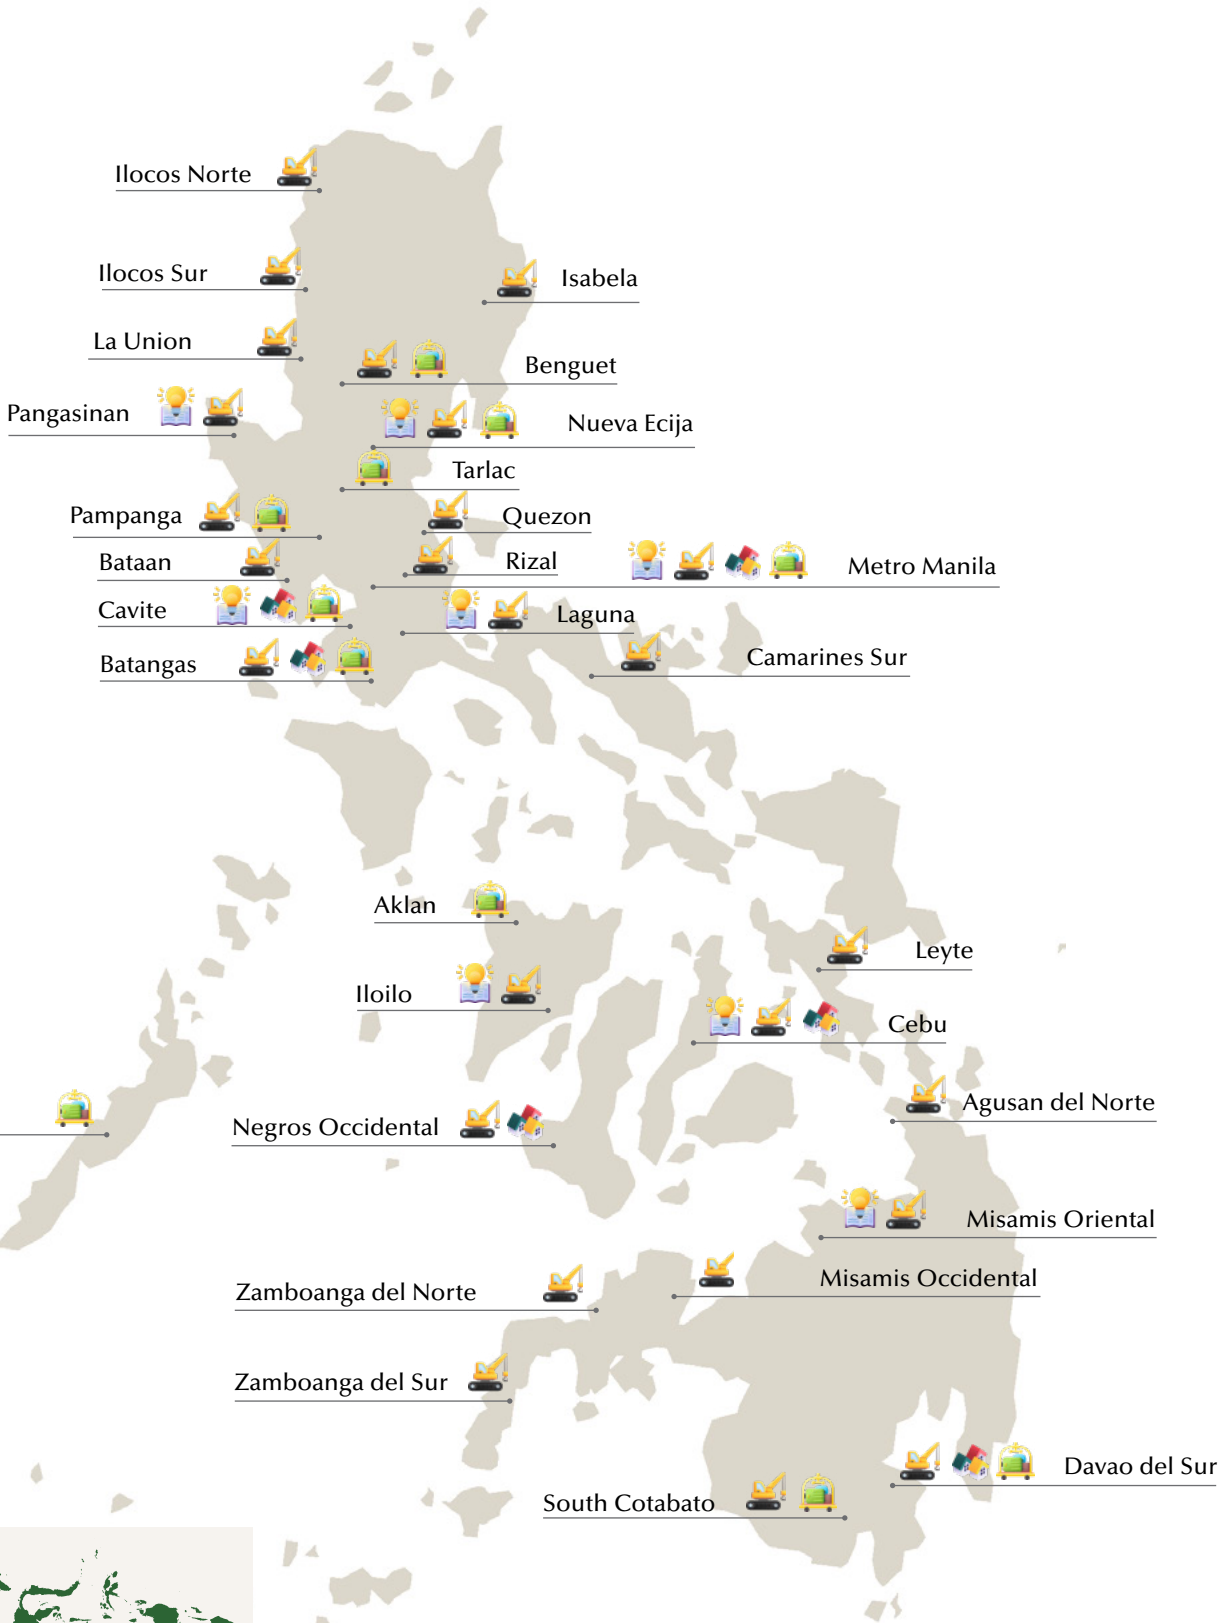 Ilocos Norte
Ilocos Sur
Isabela
La Union
Benguet
Pangasinan
Nueva Ecija
Tarlac
Pampanga
Quezon
Bataan
Rizal
Metro Manila
Cavite
Laguna
Batangas
Camarines Sur
Aklan
Leyte
Iloilo
Cebu
Agusan del Norte
Negros Occidental
Misamis Oriental
Misamis Occidental
Zamboanga del Norte
Zamboanga del Sur
Davao del Sur
South Cotabato